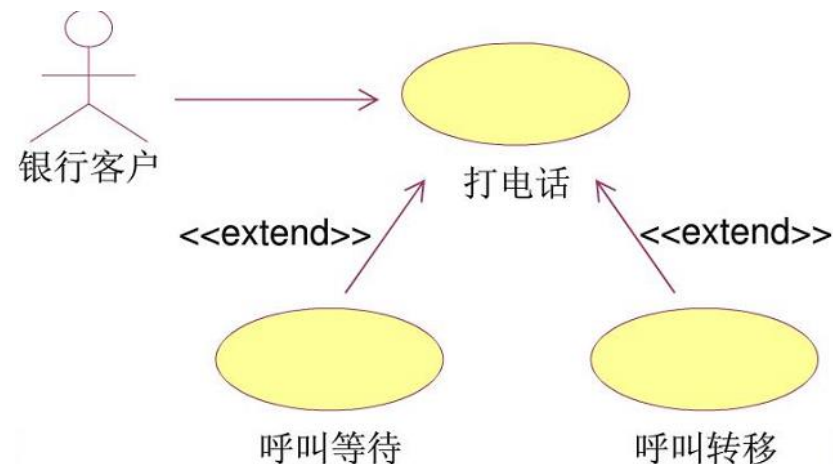 银行客户
打电话
<<extend>>
<<extend>>
呼叫等待
呼叫转移